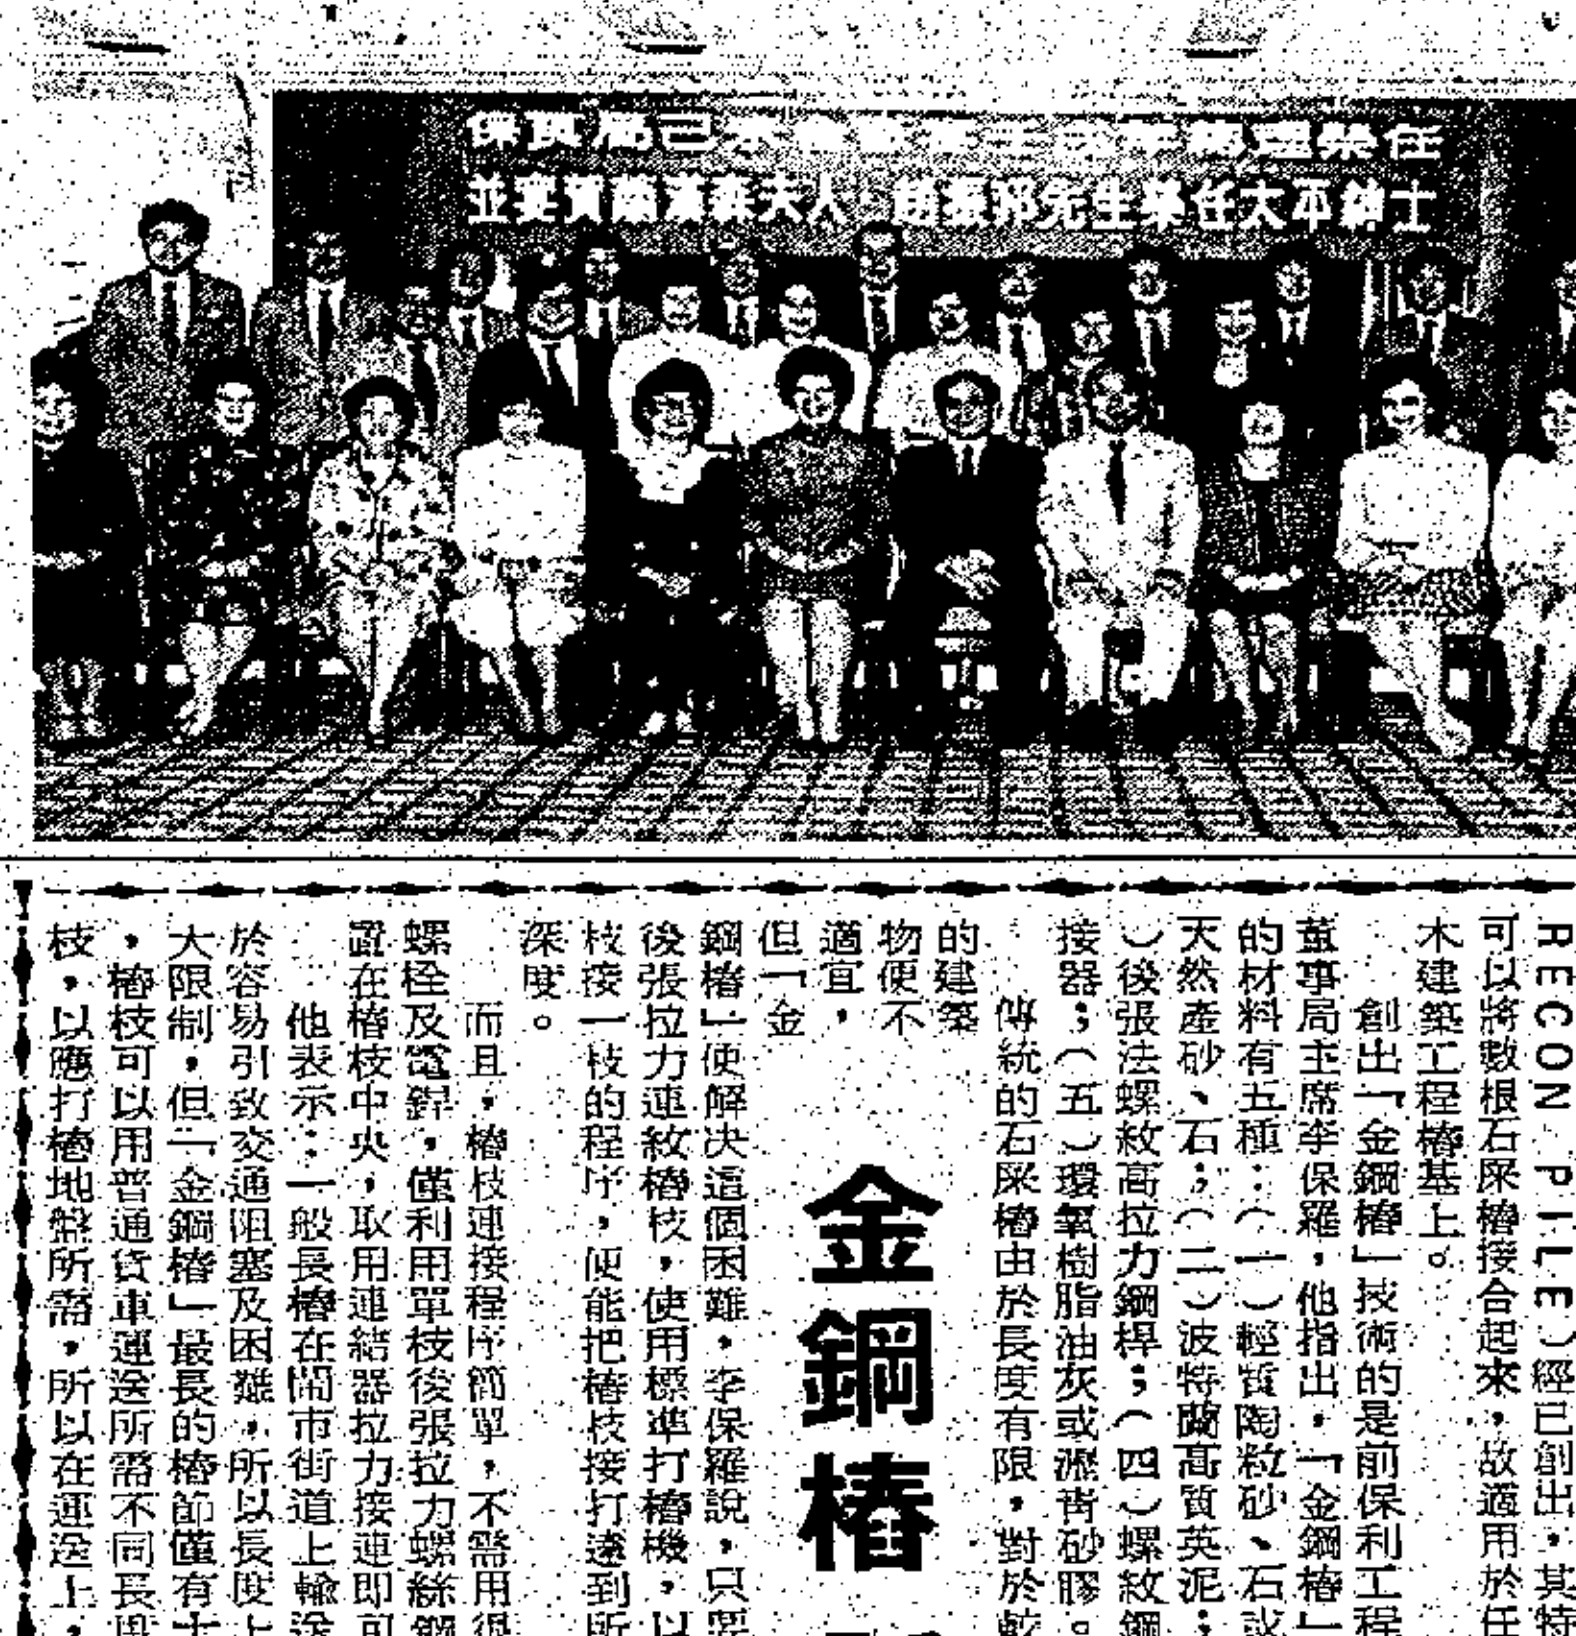 並宴賀　夫人　先生榮任太平紳士
RECON PILE）經已創出，其特
可以將數根石屎樁接合起來，故適用於任
木建築工程樁基上。
創出「金鋼樁」技術的是前保利工程
董事局主席李保羅，他指出，「金鋼樁」
的材料有五種：（一）輕質陶粒砂、石或
天然產砂、石；（二）波特蘭高質英泥；
）後張法螺紋高拉力鋼桿；（四）螺紋鋼
接器；（五）環氧樹脂油灰或瀝青砂膠。
傳統的石屎樁由於長度有限，對於較
的建築
物便不
適宜，
但「金
金鋼樁
鋼樁」便解決這個困難，李保羅說，只要
後張拉力連紋樁枝，使用標準打樁機，以
枝接一枝的程序，便能把樁枝接打達到所
深度。
而且，樁枝連接程序簡單，不需用很
螺栓及電銲，僅利用單枝後張拉力螺絲鋼
置在樁枝中央，取用連結器拉力接連即可
他表示：一般長樁在鬧市街道上輸送
於容易引致交通阻塞及困難，所以長度上
大限制，但「金鋼樁」最長的樁節僅有十
，樁枝可以用普通貨車運送所需不同長度
枝，以應打樁地盤所需，所以在運送上，